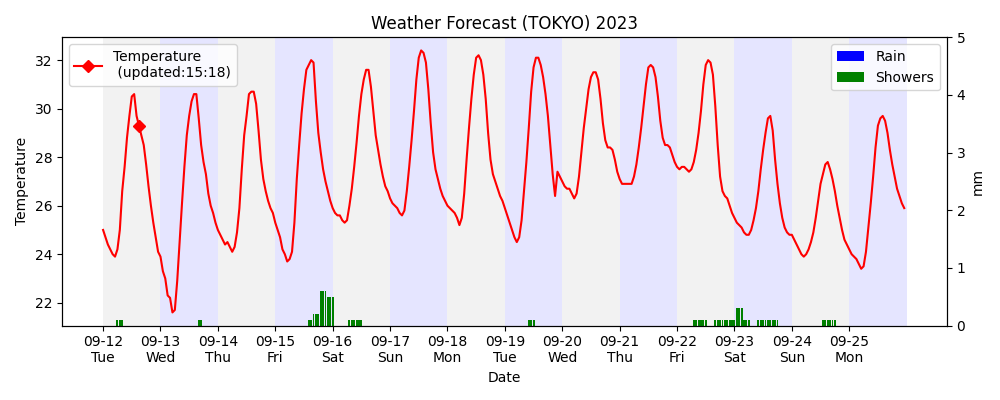 Weather Forecast (TOKYO) 2023
Temperature
(updated:15:18)
Rain
Showers
Temperature
32
30
28
26
24
22
5
4
3
2
1
0
mm
09-12 09-13 09-14 09-15 09-16 09-17 09-18 09-19 09-20 09-21 09-22 09-23 09-24 09-25
Tue Wed Thu Fri Sat Sun Mon Tue Wed Thu Fri Sat Sun Mon
Date